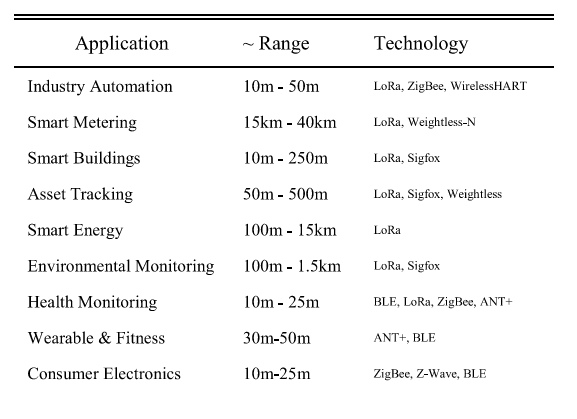 Application ~ Range Technology
Industry Automation 10m - 50m LoRa, ZigBee, WirelessHART
Smart Metering 15km - 40km LoRa, Weightless-N
Smart Buildings 10m - 250m LoRa, Sigfox
Asset Tracking 50m - 500m LoRa, Sigfox, Weightless
Smart Energy 100m - 15km LoRa
Environmental Monitoring 100m - 1.5km LoRa, Sigfox
Health Monitoring 10m - 25m BLE, LoRa, ZigBee, ANT+
Wearable & Fitness 30m-50m ANT+, BLE
Consumer Electronics 10m-25m ZigBee, Z-Wave, BLE